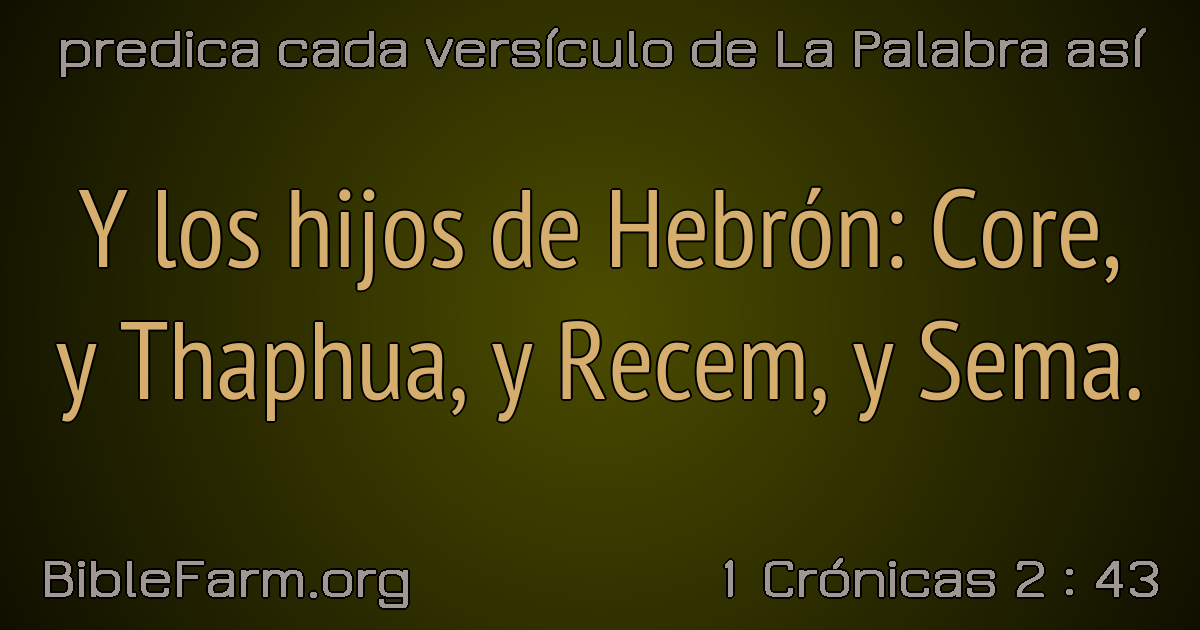 predica cada versículo de La Palabra así
Y los hijos de Hebrón: Core,
y Thaphua, y Recem, y Sema.
BibleFarm.org
1 Crónicas 2 : 43